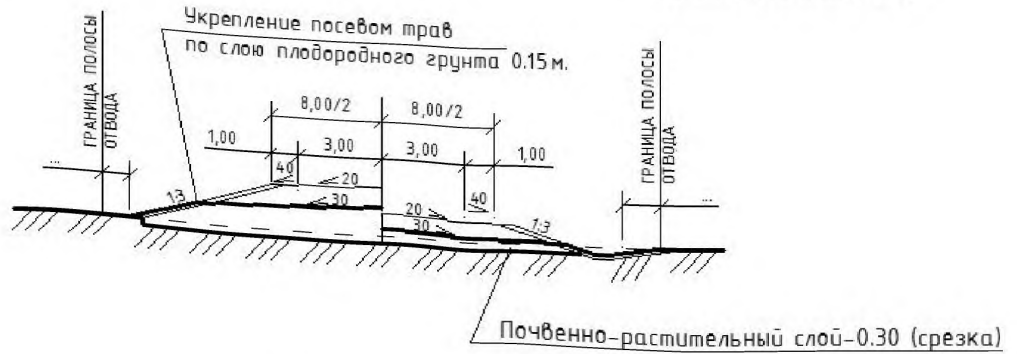 Укрепление посевом трав
по слою плодородного грунта 0.15м.
ГРАНИЦА ПОЛОСЫ
ОТВОДА
ГРАНИЦА ПОЛОСЫ
ОТВОДА
8,00/2
8,00/2
1,00
3,00
3,00
1,00
...
...
40
20
40
1:3
30
20
30
1:3
Почвенно-растительный слой-0.30 (срезка)